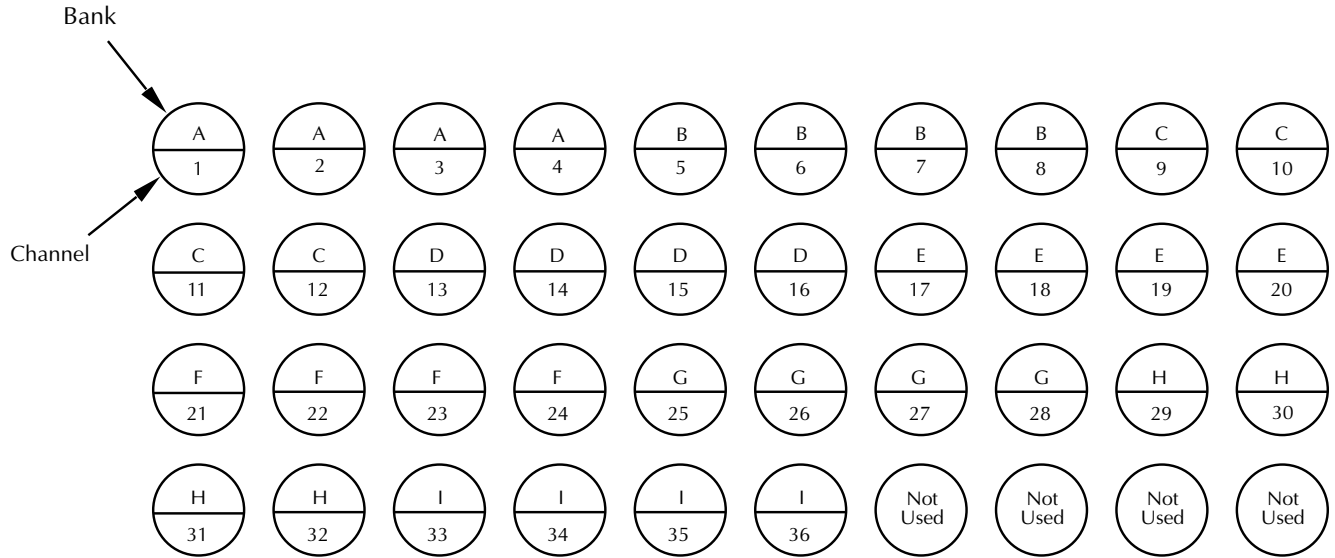 Bank
A A A A B B B B C C
1 2 3 4 5 6 7 8 9 10
Channel
C C D D D D E E E E
11 12 13 14 15 16 17 18 19 20
F F F F G G G G H H
21 22 23 24 25 26 27 28 29 30
H H I I I I Not Not Not Not
Used Used Used Used
31 32 33 34 35 36